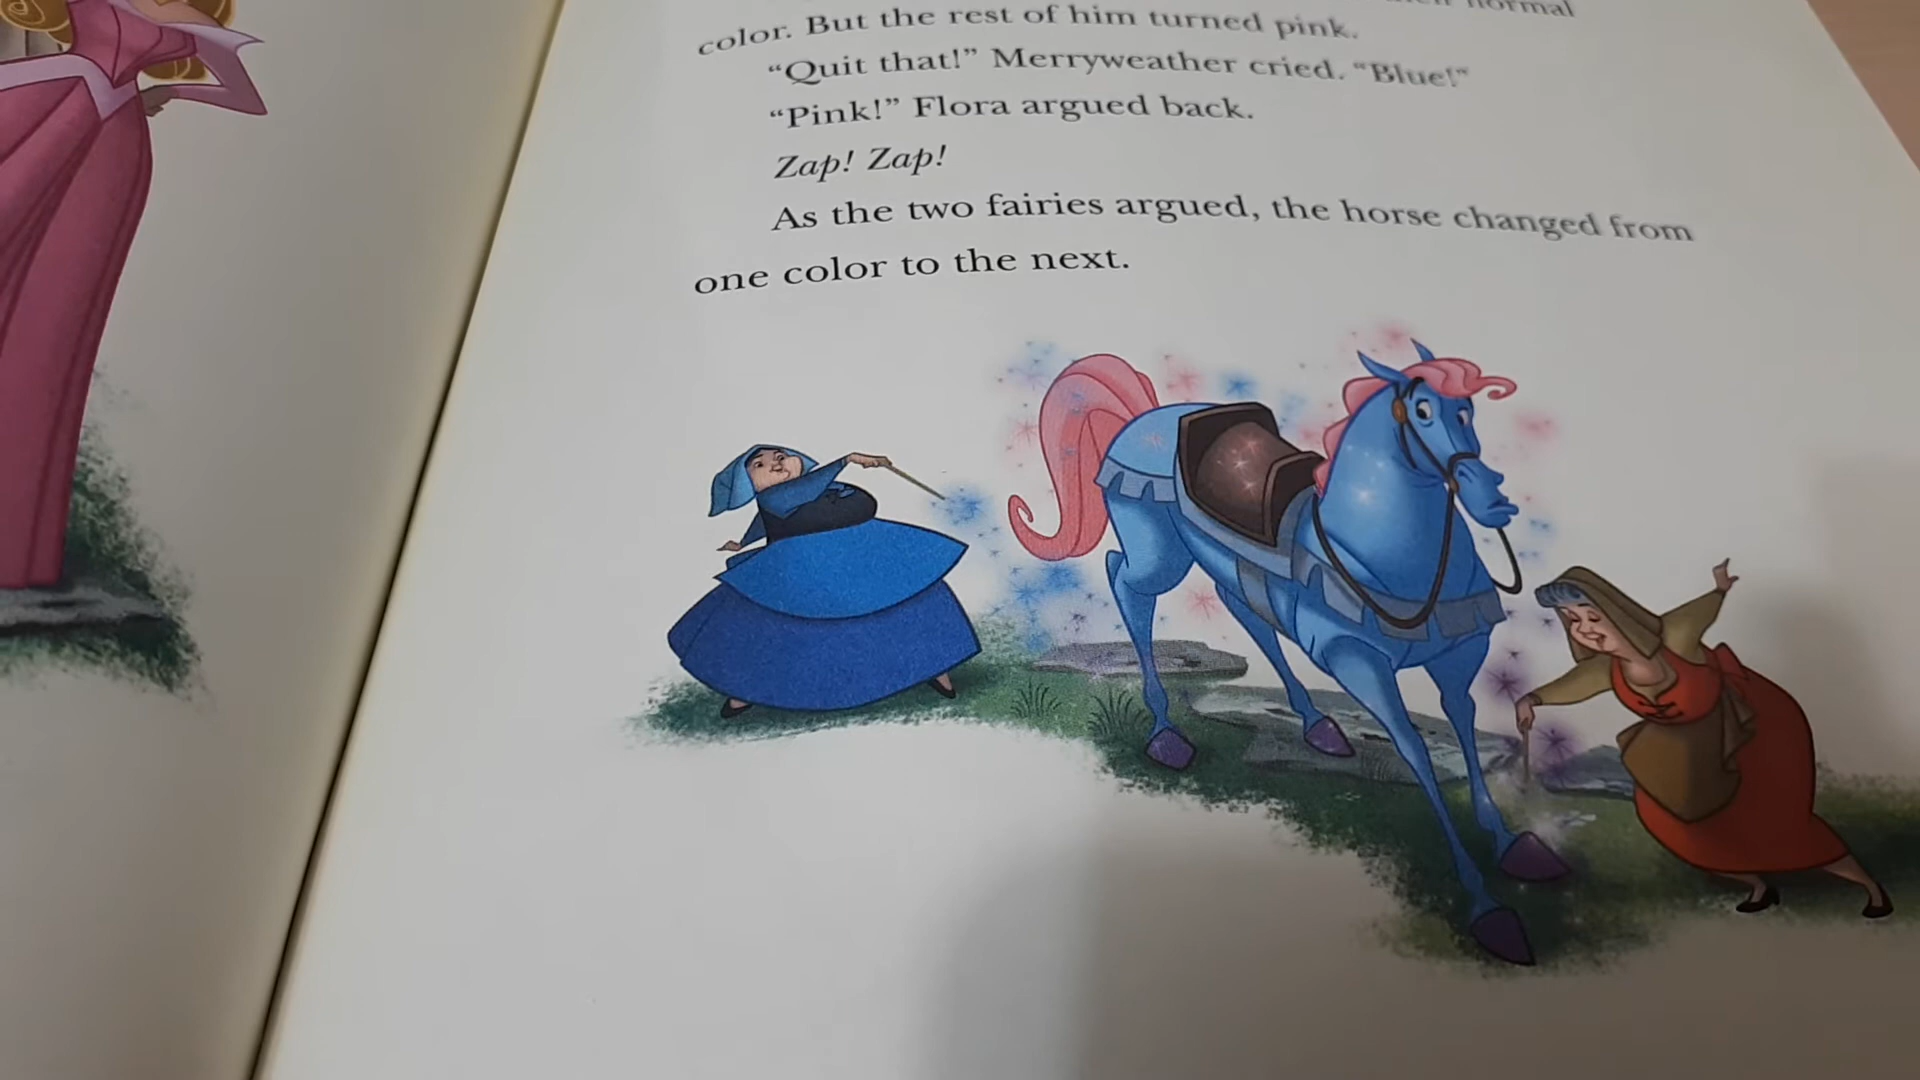 normal
color. But the rest of him turned pink.
“Quit that!” Merryweather cried. “Blue!“
“Pink!” Flora argued back.
Zap! Zap!
As the two fairies argued, the horse changed from
one color to the next.